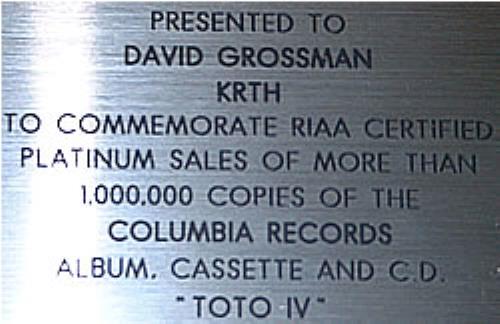 PRESENTED TO
DAVID GROSSMAN
KRTH
TO COMMEMORATE RIAA CERTIFIED
PLATINUM SALES OF MORE THAN
1.000.000 COPIES OF THE
COLUMBIA RECORDS
ALBUM. CASSETTE AND C.D.
"TOTO IV"